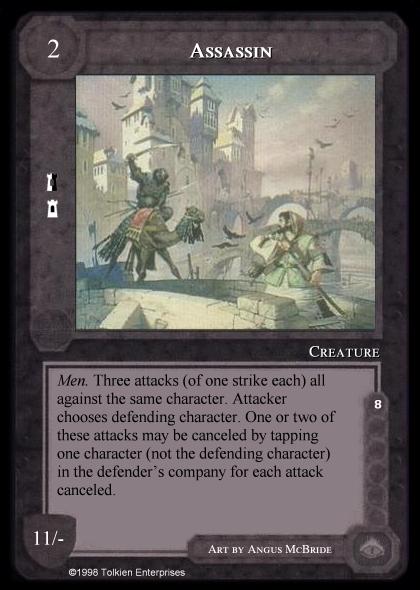 2
Assassin
Creature
Men. Three attacks (of one strike each) all
against the same character. Attacker
chooses defending character. One or two of
these attacks may be canceled by tapping
one character (not the defending character)
in the defender's company for each attack
canceled.
8
11/-
Art by Angus McBride
©1998 Tolkien Enterprises